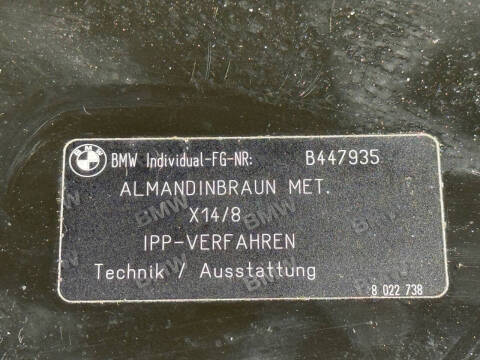 BMW Individual-FG-NR: B447935
ALMANDINBRAUN MET.
X14/8
IPP-VERFAHREN
Technik / Ausstattung
8 022 738